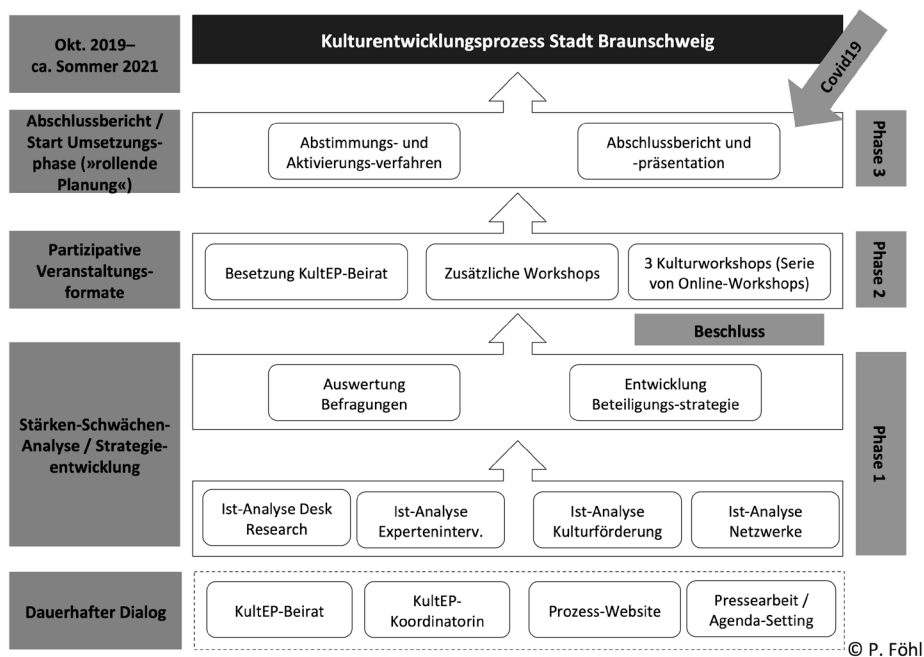 Okt. 2019–
ca. Sommer 2021
Kulturentwicklungsprozess Stadt Braunschweig
Covid19
Abschlussbericht /
Start Umsetzungs-
phase (»rollende
Planung«)
Abstimmungs- und
Aktivierungs-verfahren
Abschlussbericht und
-präsentation
Phase 3
Partizipative
Veranstaltungs-
formate
Besetzung KultEP-Beirat
Zusätzliche Workshops
3 Kulturworkshops (Serie
von Online-Workshops)
Phase 2
Beschluss
Stärken-Schwächen-
Analyse / Strategie-
entwicklung
Auswertung
Befragungen
Entwicklung
Beteiligungs-strategie
Phase 1
Ist-Analyse Desk
Research
Ist-Analyse
Experteninterv.
Ist-Analyse
Kulturförderung
Ist-Analyse
Netzwerke
Dauerhafter Dialog
KultEP-Beirat
KultEP-
Koordinatorin
Prozess-Website
Pressearbeit /
Agenda-Setting
© P. Föhl